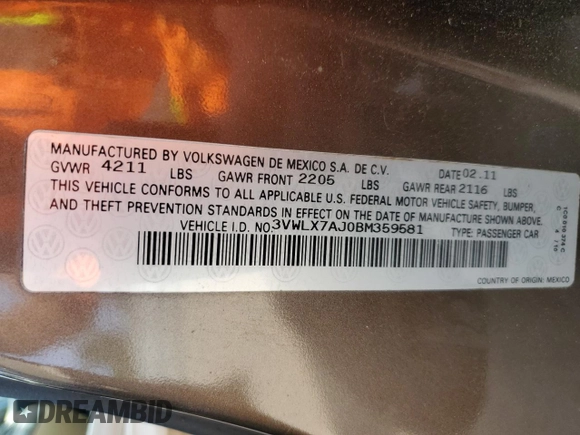 MANUFACTURED BY VOLKSWAGEN DE MEXICO S.A. DE C.V. DATE 02.11
GVWR 4211 LBS GAWR FRONT 2205 LBS GAWR REAR 2116 LBS
THIS VEHICLE CONFORMS TO ALL APPLICABLE U.S. FEDERAL MOTOR VEHICLE SAFETY, BUMPER,
AND THEFT PREVENTION STANDARDS IN EFFECT ON THE DATE OF MANUFACTURE SHOWN ABOVE.
VEHICLE I.D. NO. 3VWLX7AJ0BM359581 TYPE: PASSENGER CAR
COUNTRY OF ORIGIN: MEXICO
DREAMBID